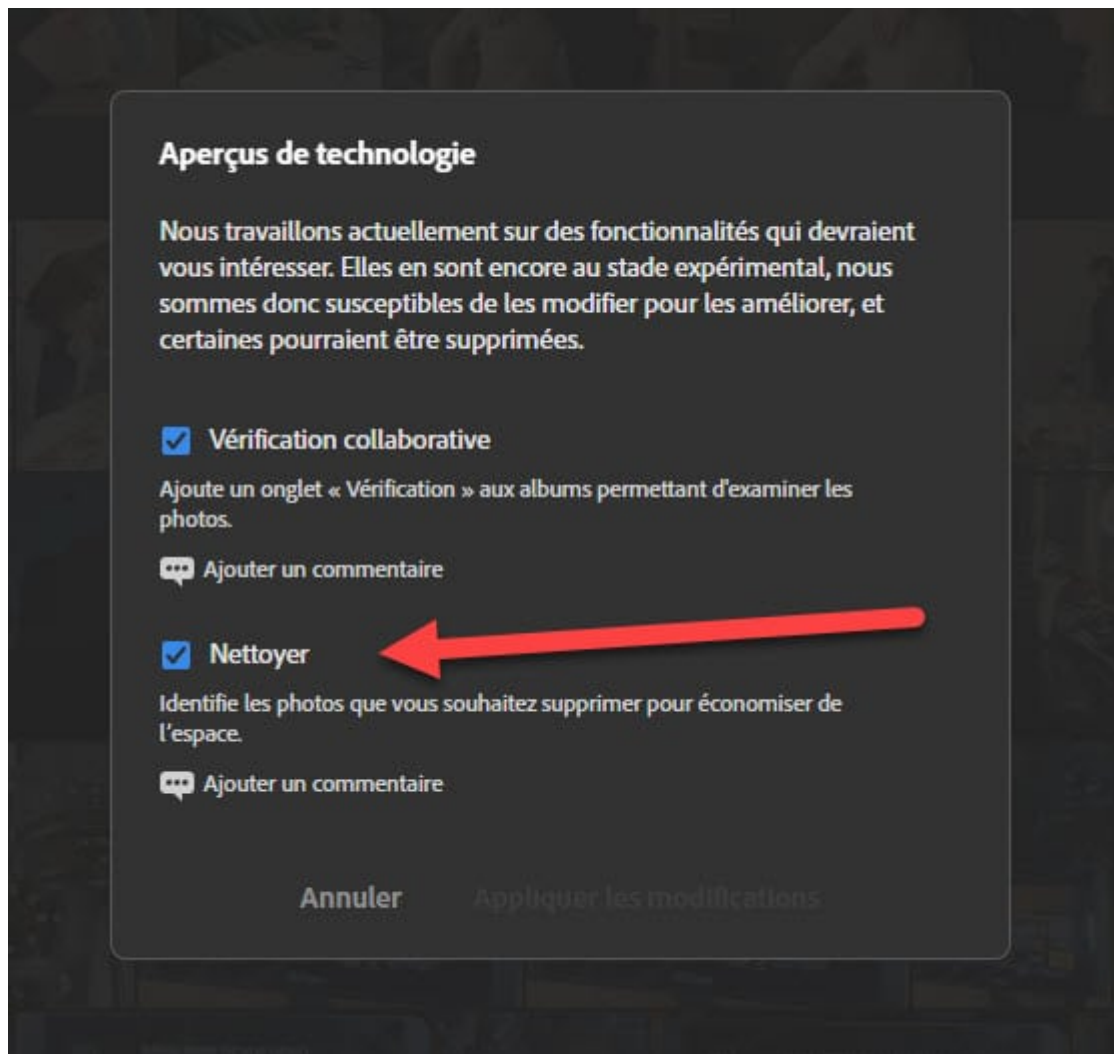 Aperçus de technologie
Nous travaillons actuellement sur des fonctionnalités qui devraient
vous intéresser. Elles en sont encore au stade expérimental, nous
sommes donc susceptibles de les modifier pour les améliorer, et
certaines pourraient être supprimées.
Vérification collaborative
Ajoute un onglet « Vérification » aux albums permettant d'examiner les
photos.
Ajouter un commentaire
Nettoyer
Identifie les photos que vous souhaitez supprimer pour économiser de
l'espace.
Ajouter un commentaire
Annuler Appliquer les modifications